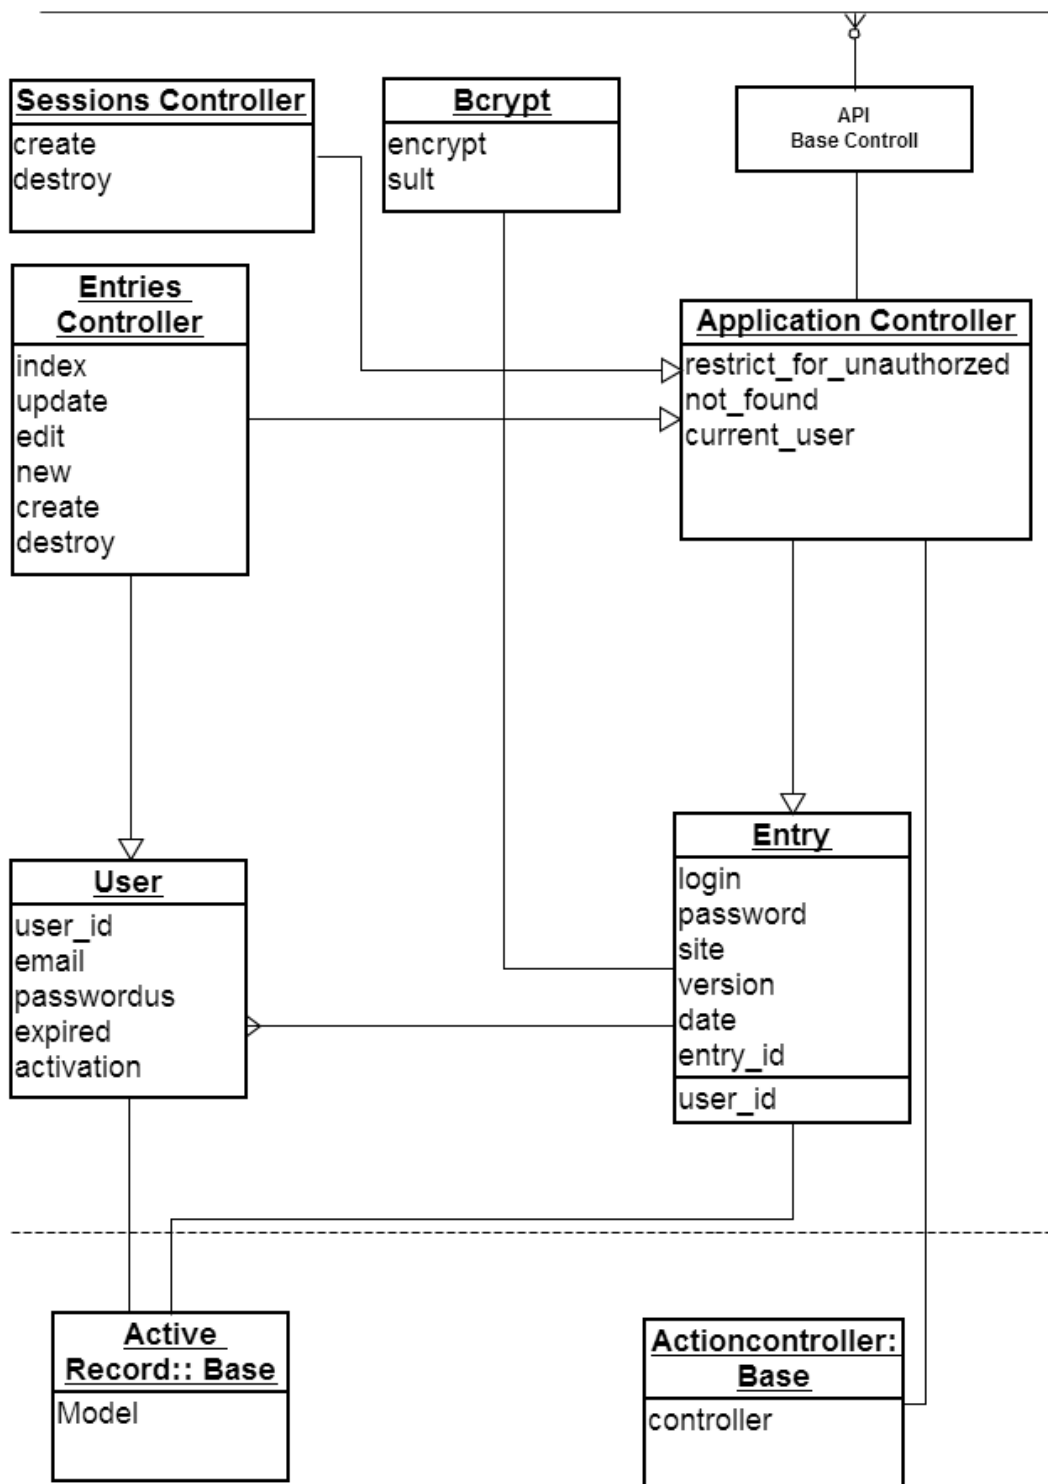 Sessions Controller
create
destroy
Bcrypt
encrypt
sult
API
Base Controll
Entries
Controller
index
update
edit
new
create
destroy
Application Controller
restrict_for_unauthorzed
not_found
current_user
User
user_id
email
passwordus
expired
activation
Entry
login
password
site
version
date
entry_id
user_id
Active
Record:: Base
Model
Actioncontroller:
Base
controller